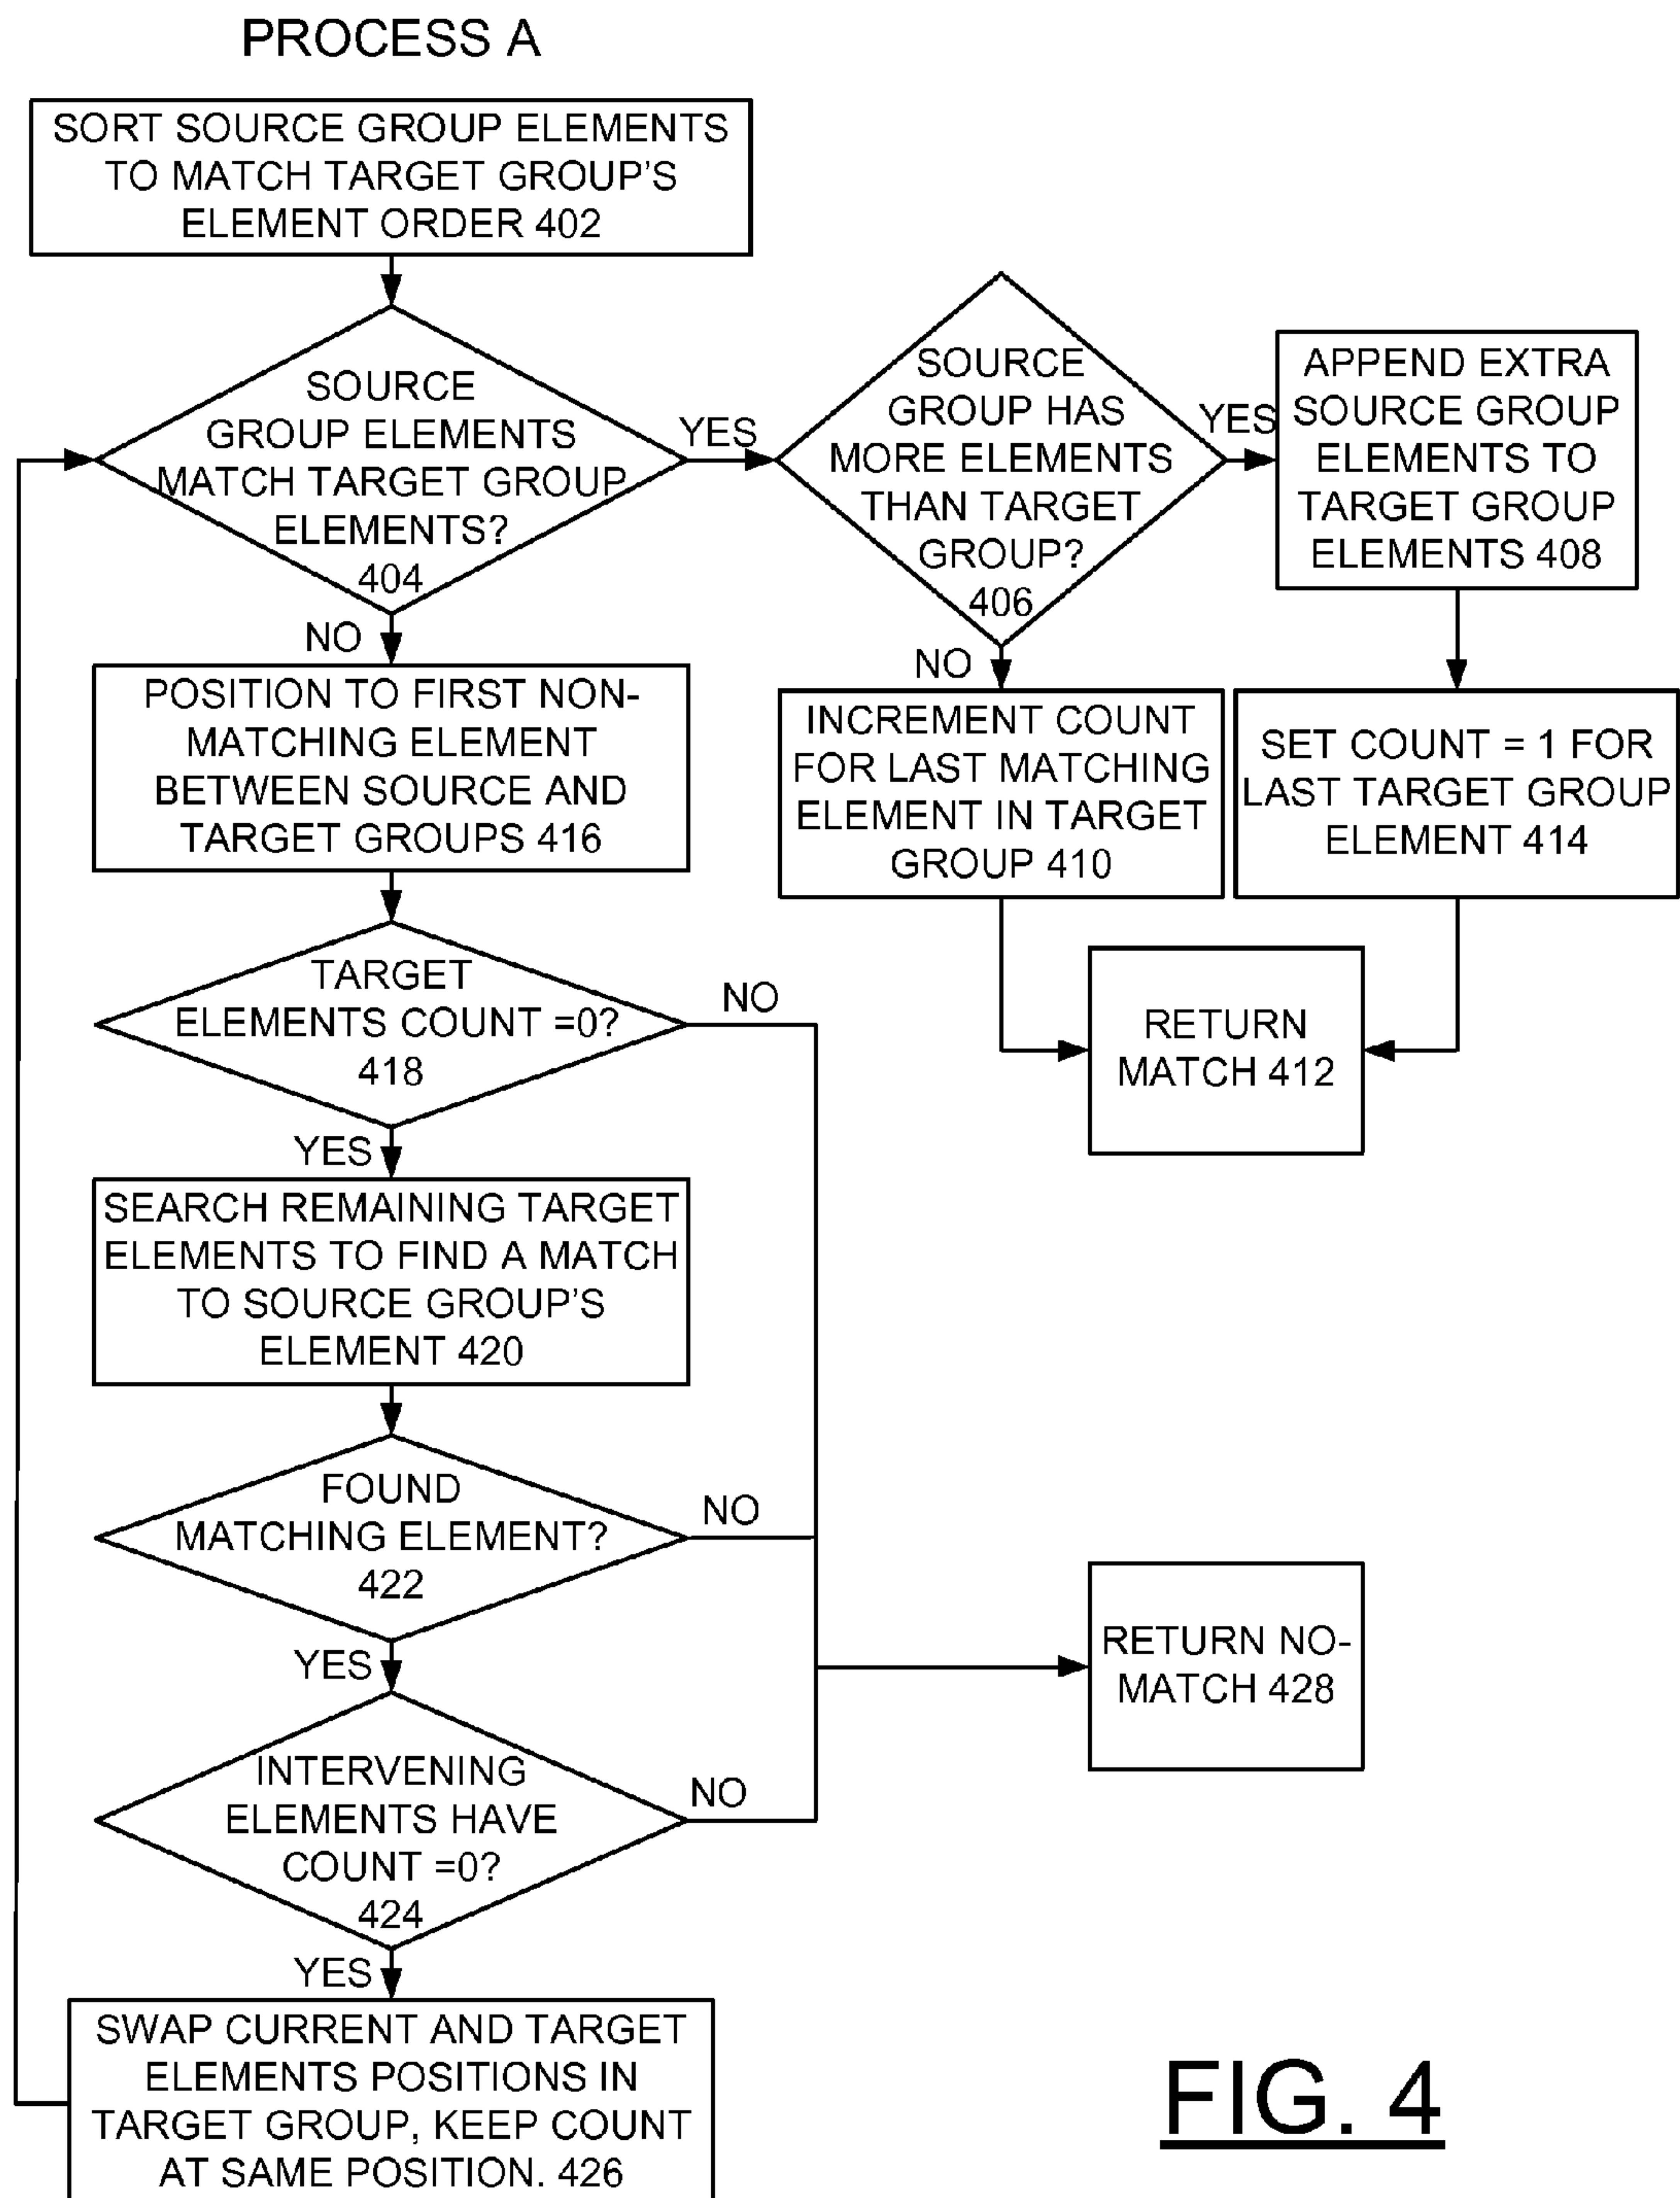 PROCESS A
SORT SOURCE GROUP ELEMENTS
TO MATCH TARGET GROUP'S
ELEMENT ORDER 402
SOURCE
GROUP ELEMENTS
MATCH TARGET GROUP
ELEMENTS?
404
YES
SOURCE
GROUP HAS
MORE ELEMENTS
THAN TARGET
GROUP?
406
YES
APPEND EXTRA
SOURCE GROUP
ELEMENTS TO
TARGET GROUP
ELEMENTS 408
NO
POSITION TO FIRST NON-
MATCHING ELEMENT
BETWEEN SOURCE AND
TARGET GROUPS 416
NO
INCREMENT COUNT
FOR LAST MATCHING
ELEMENT IN TARGET
GROUP 410
SET COUNT = 1 FOR
LAST TARGET GROUP
ELEMENT 414
TARGET
ELEMENTS COUNT =0?
418
NO
RETURN
MATCH 412
YES
SEARCH REMAINING TARGET
ELEMENTS TO FIND A MATCH
TO SOURCE GROUP'S
ELEMENT 420
FOUND
MATCHING ELEMENT?
422
NO
YES
RETURN NO-
MATCH 428
INTERVENING
ELEMENTS HAVE
COUNT =0?
424
NO
YES
SWAP CURRENT AND TARGET
ELEMENTS POSITIONS IN
TARGET GROUP, KEEP COUNT
AT SAME POSITION. 426
FIG. 4